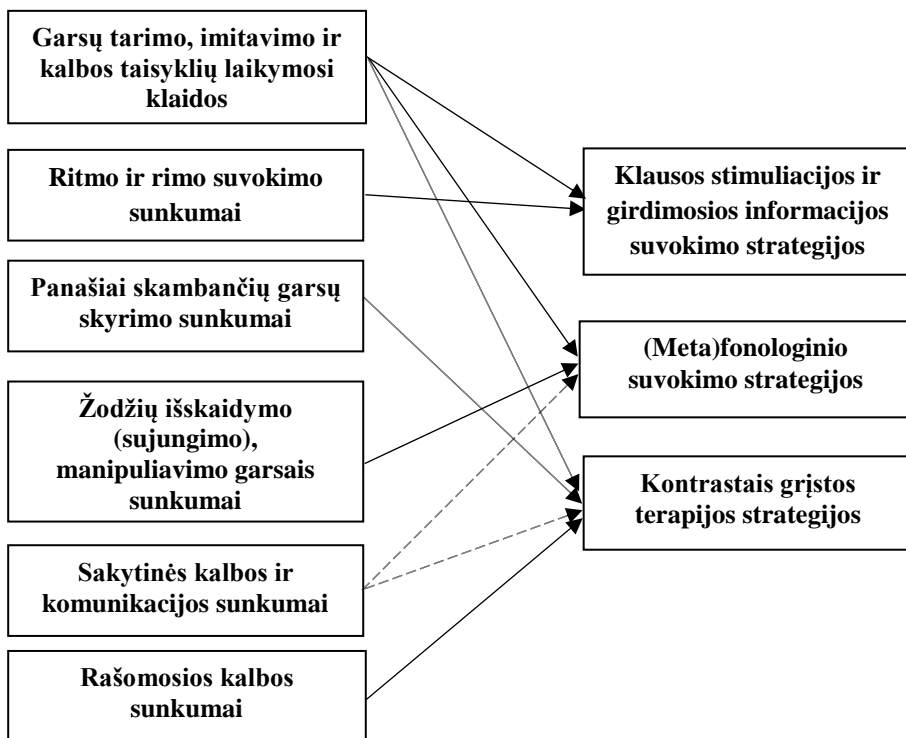 Garsų tarimo, imitavimo ir
kalbos taisyklių laikymosi
klaidos
Ritmo ir rimo suvokimo
sunkumai
Panašiai skambančių garsų
skyrimo sunkumai
Žodžių išskaidymo
(sujungimo),
manipuliavimo garsais
sunkumai
Sakytinės kalbos ir
komunikacijos sunkumai
Rašomosios kalbos
sunkumai
Klausos stimuliacijos ir
girdimosios informacijos
suvokimo strategijos
(Meta)fonologinio
suvokimo strategijos
Kontrastais grįstos
terapijos strategijos